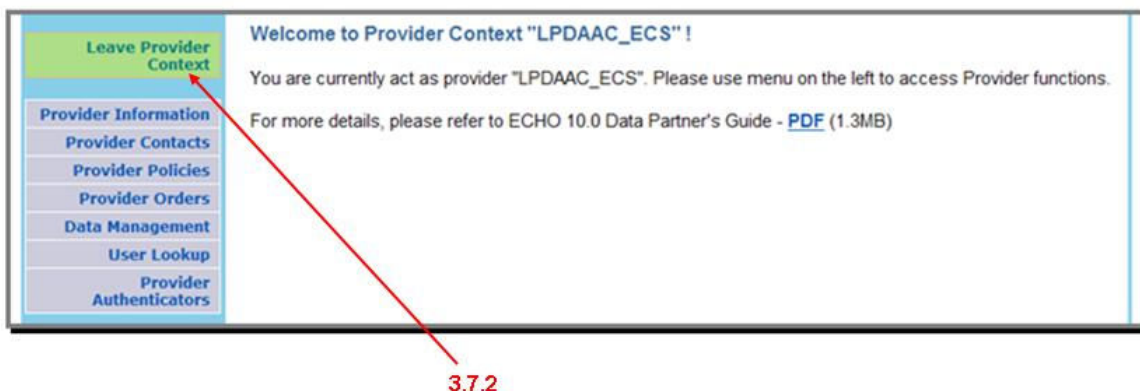 Leave Provider
Context
Provider Information
Provider Contacts
Provider Policies
Provider Orders
Data Management
User Lookup
Provider
Authenticators
Welcome to Provider Context "LPDAAC_ECS" !
You are currently act as provider "LPDAAC_ECS". Please use menu on the left to access Provider functions.
For more details, please refer to ECHO 10.0 Data Partner's Guide - PDF (1.3MB)
3.7.2